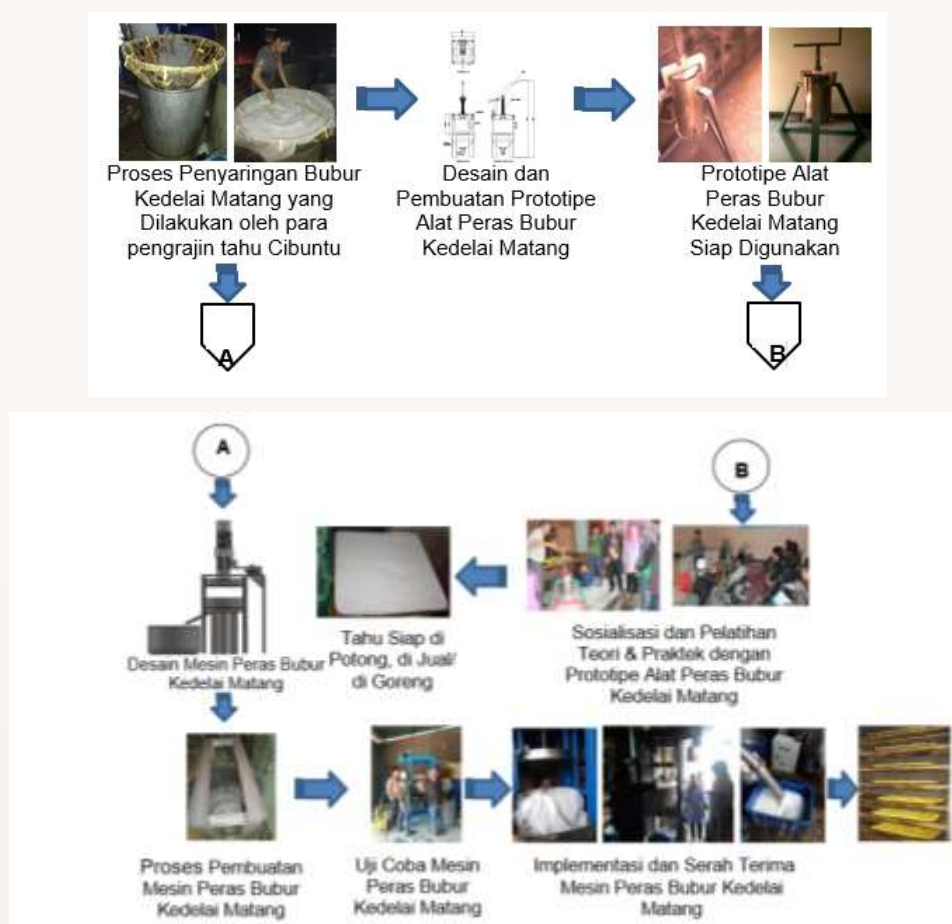 Proses Penyaringan Bubur
Kedelai Matang yang
Dilakukan oleh para
pengrajin tahu Cibuntu
Desain dan
Pembuatan Prototipe
Alat Peras Bubur
Kedelai Matang
Prototipe Alat
Peras Bubur
Kedelai Matang
Siap Digunakan
A
B
A
B
Desain Mesin Peras Bubur
Kedelai Matang
Tahu Siap di
Potong, di Jual/
di Goreng
Sosialisasi dan Pelatihan
Teori & Praktek dengan
Prototipe Alat Peras Bubur
Kedelai Matang
Proses Pembuatan
Mesin Peras Bubur
Kedelai Matang
Uji Coba Mesin
Peras Bubur
Kedelai Matang
Implementasi dan Serah Terima
Mesin Peras Bubur Kedelai
Matang